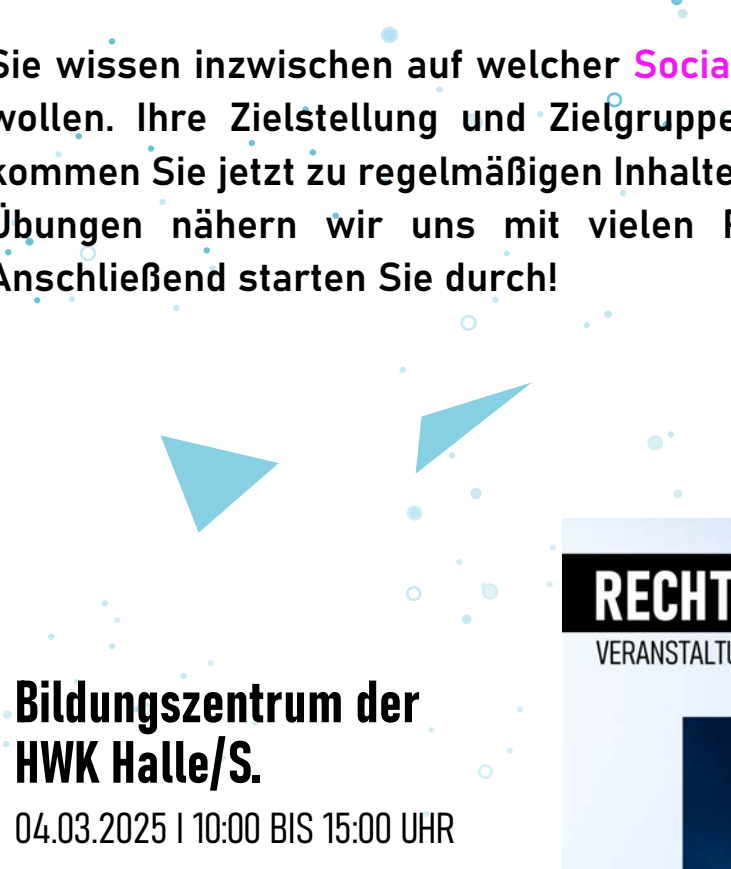 Sie wissen inzwischen auf welcher Socia
wollen. Ihre Zielstellung und Zielgruppe
kommen Sie jetzt zu regelmäßigen Inhalte
Übungen nähern wir uns mit vielen
Anschließend starten Sie durch!
Bildungszentrum der
HWK Halle/S.
04.03.2025 I 10:00 BIS 15:00 UHR
RECHT
VERANSTALTU